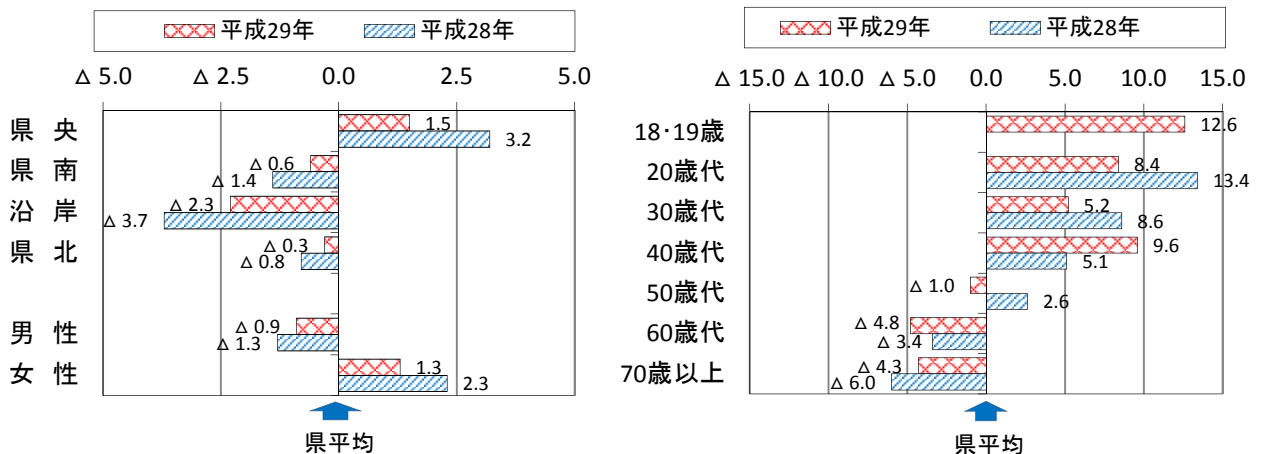 平成29年 平成28年
△ 5.0 △ 2.5 0.0 2.5 5.0
県 央 1.5
3.2
県 南 △ 0.6
△ 1.4
沿 岸 △ 2.3
△ 3.7
県 北 △ 0.3
△ 0.8
男 性 △ 0.9
△ 1.3
女 性 1.3
2.3
県平均
平成29年 平成28年
△ 15.0 △ 10.0 △ 5.0 0.0 5.0 10.0 15.0
18･19歳 12.6
20歳代 8.4
13.4
30歳代 5.2
8.6
40歳代 9.6
5.1
50歳代 △ 1.0
2.6
60歳代 △ 4.8
△ 3.4
70歳以上 △ 4.3
△ 6.0
県平均